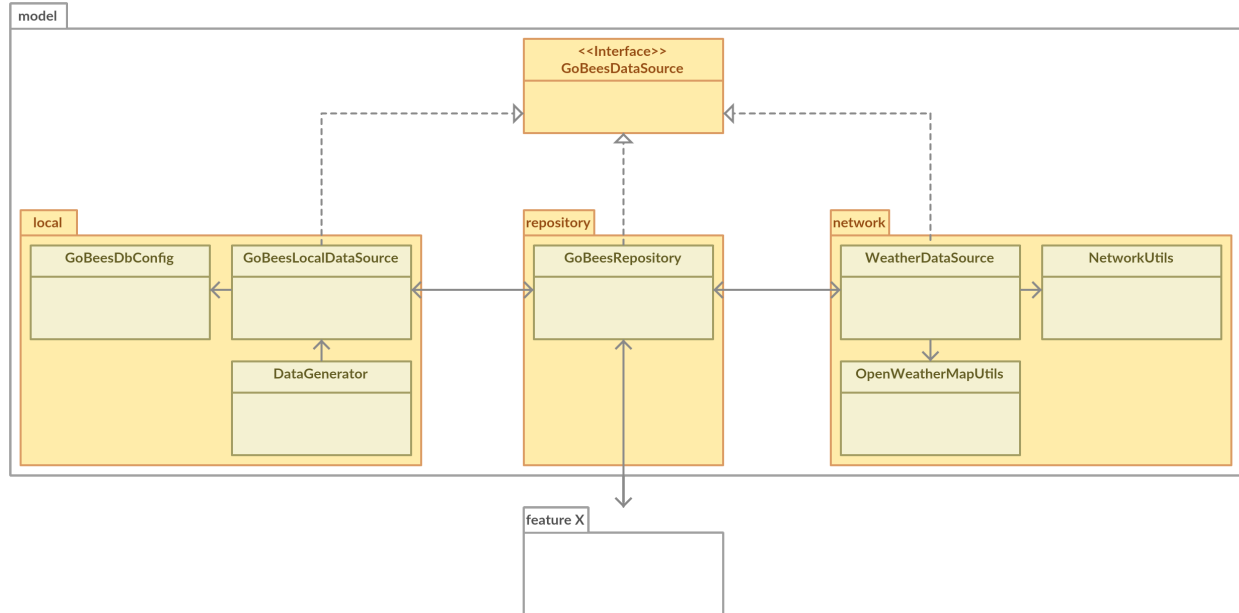 model
<<Interface>>
GoBeesDataSource
local
repository
network
GoBeesDbConfig
GoBeesLocalDataSource
GoBeesRepository
WeatherDataSource
NetworkUtils
DataGenerator
OpenWeatherMapUtils
feature X